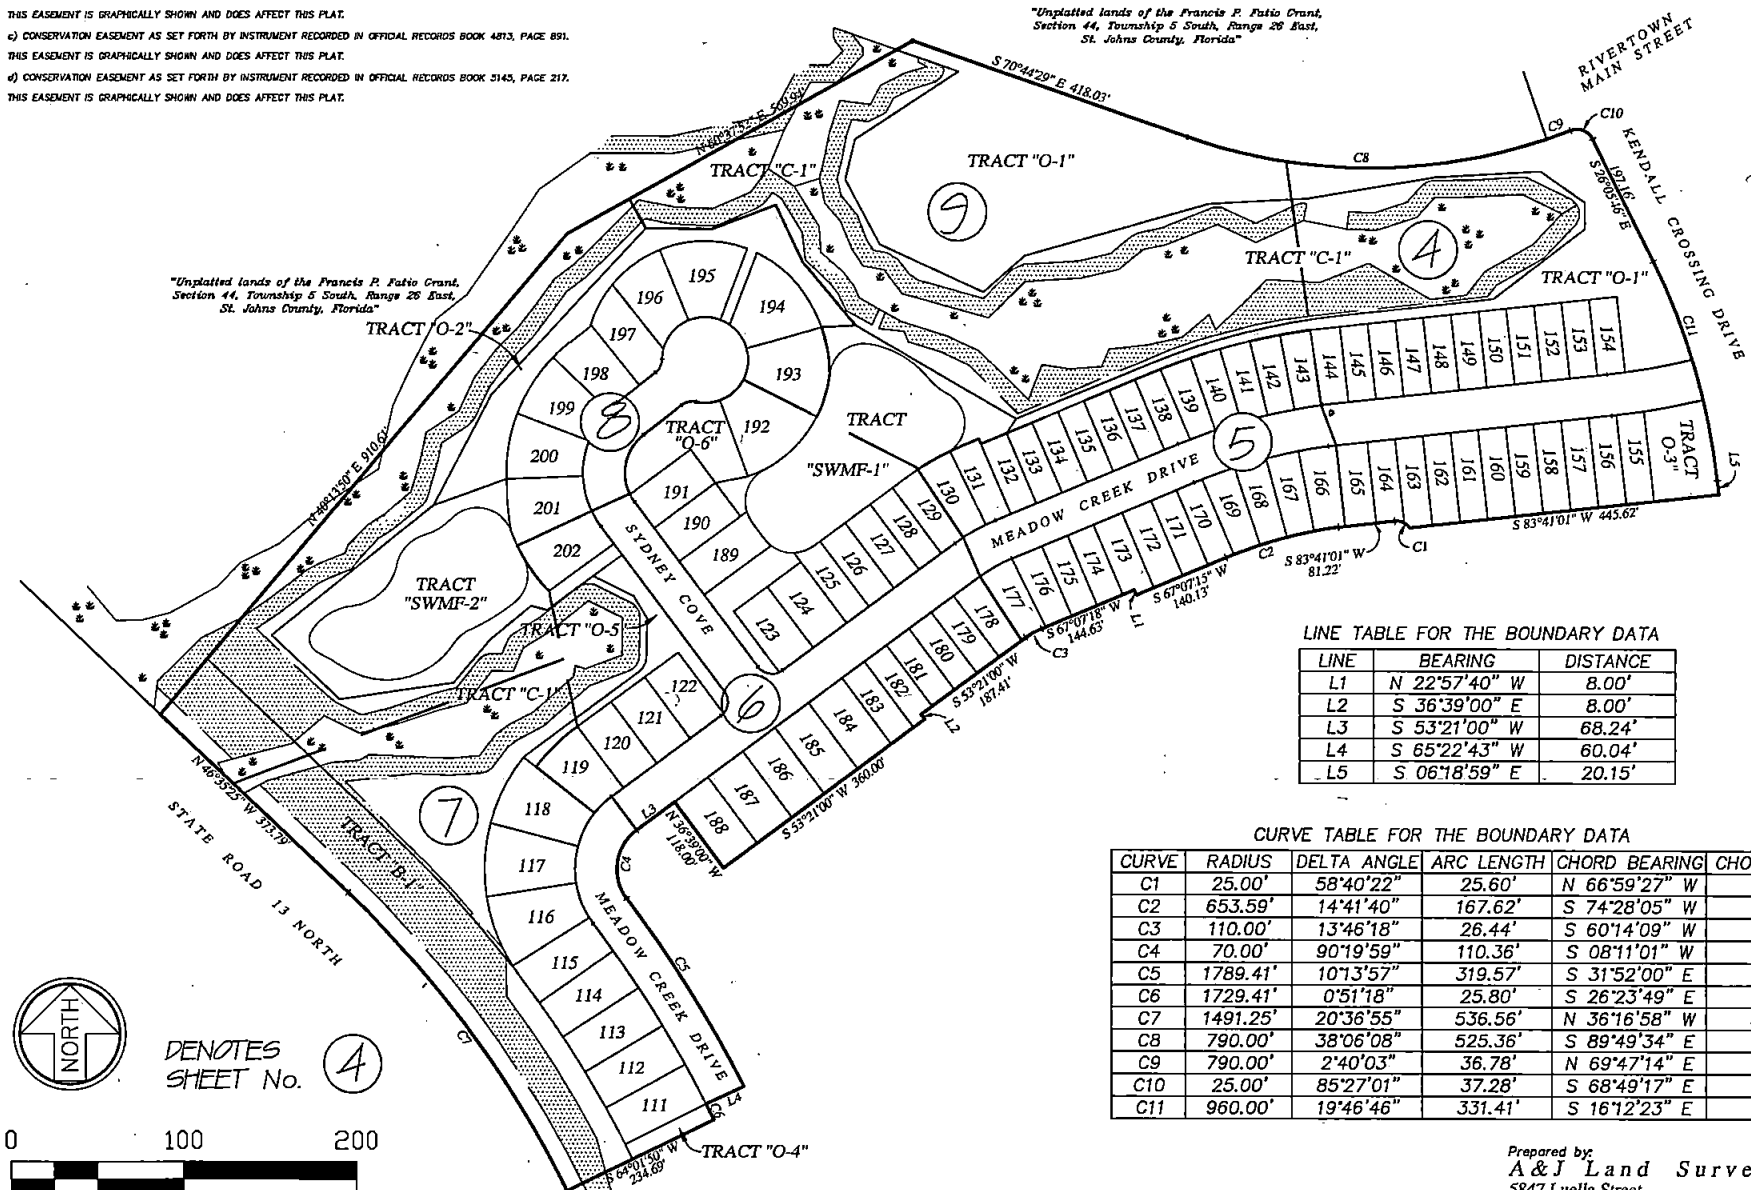 THIS EASEMENT IS GRAPHICALLY SHOWN AND DOES AFFECT THIS PLAT.
c) CONSERVATION EASEMENT AS SET FORTH BY INSTRUMENT RECORDED IN OFFICIAL RECORDS BOOK 4813, PAGE 891.
THIS EASEMENT IS GRAPHICALLY SHOWN AND DOES AFFECT THIS PLAT.
d) CONSERVATION EASEMENT AS SET FORTH BY INSTRUMENT RECORDED IN OFFICIAL RECORDS BOOK 5145, PAGE 217.
THIS EASEMENT IS GRAPHICALLY SHOWN AND DOES AFFECT THIS PLAT.
"Unplatted lands of the Francis P. Fatio Grant,
Section 44, Township 5 South, Range 26 East,
St. Johns County, Florida"
RIVERTOWN
MAIN STREET
S 70°44'29" E 418.03'
C8
C9
C10
KENDALL CROSSING DRIVE
197.16'
S 26°05'46" E
C11
N 60°37'52" E 569.94'
TRACT "C-1"
TRACT "O-1"
9
4
TRACT "C-1"
TRACT "O-1"
"Unplatted lands of the Francis P. Fatio Grant,
Section 44, Township 5 South, Range 26 East,
St. Johns County, Florida"
TRACT "O-2"
195
196
194
197
198
193
199
8
192
TRACT
"O-6"
TRACT
"SWMF-1"
200
201
202
191
190
189
N 40°13'50" E 910.61'
SYDNEY COVE
TRACT
"SWMF-2"
TRACT "O-5
TRACT "C-1"
123
124
125
126
127
128
129
130
131
132
133
134
135
136
137
138
139
140
141
142
143
144
145
146
147
148
149
150
151
152
153
154
MEADOW CREEK DRIVE
5
TRACT
O-3"
L5
155
156
157
158
159
160
161
162
163
164
165
166
167
168
169
170
171
172
173
174
175
176
177
178
179
180
181
182
183
184
185
186
187
188
S 83°41'01" W 445.62'
C1
S 83°41'01" W
81.22'
C2
S 67°07'15" W
140.13'
L1
S 67°07'18" W
144.63'
C3
S 53°21'00" W
187.41'
L2
S 53°21'00" W 360.00'
N 36°39'00" W
118.00'
L3
C4
6
122
121
120
119
118
117
116
115
114
113
112
111
7
MEADOW CREEK DRIVE
C5
L4
C6
TRACT "O-4"
S 64°01'50" W
234.69'
TRACT "B-1"
N 46°35'25" W 373.79'
STATE ROAD 13 NORTH
C7
NORTH
DENOTES
SHEET No. 4
0 100 200
LINE TABLE FOR THE BOUNDARY DATA
LINE BEARING DISTANCE
L1 N 22°57'40" W 8.00'
L2 S 36°39'00" E 8.00'
L3 S 53°21'00" W 68.24'
L4 S 65°22'43" W 60.04'
L5 S 06°18'59" E 20.15'
CURVE TABLE FOR THE BOUNDARY DATA
CURVE RADIUS DELTA ANGLE ARC LENGTH CHORD BEARING CHO
C1 25.00' 58°40'22" 25.60' N 66°59'27" W
C2 653.59' 14°41'40" 167.62' S 74°28'05" W
C3 110.00' 13°46'18" 26.44' S 60°14'09" W
C4 70.00' 90°19'59" 110.36' S 08°11'01" W
C5 1789.41' 10°13'57" 319.57' S 31°52'00" E
C6 1729.41' 0°51'18" 25.80' S 26°23'49" E
C7 1491.25' 20°36'55" 536.56' N 36°16'58" W
C8 790.00' 38°06'08" 525.36' S 89°49'34" E
C9 790.00' 2°40'03" 36.78' N 69°47'14" E
C10 25.00' 85°27'01" 37.28' S 68°49'17" E
C11 960.00' 19°46'46" 331.41' S 16°12'23" E
Prepared by:
A & J Land Surve
5847 Luella Street